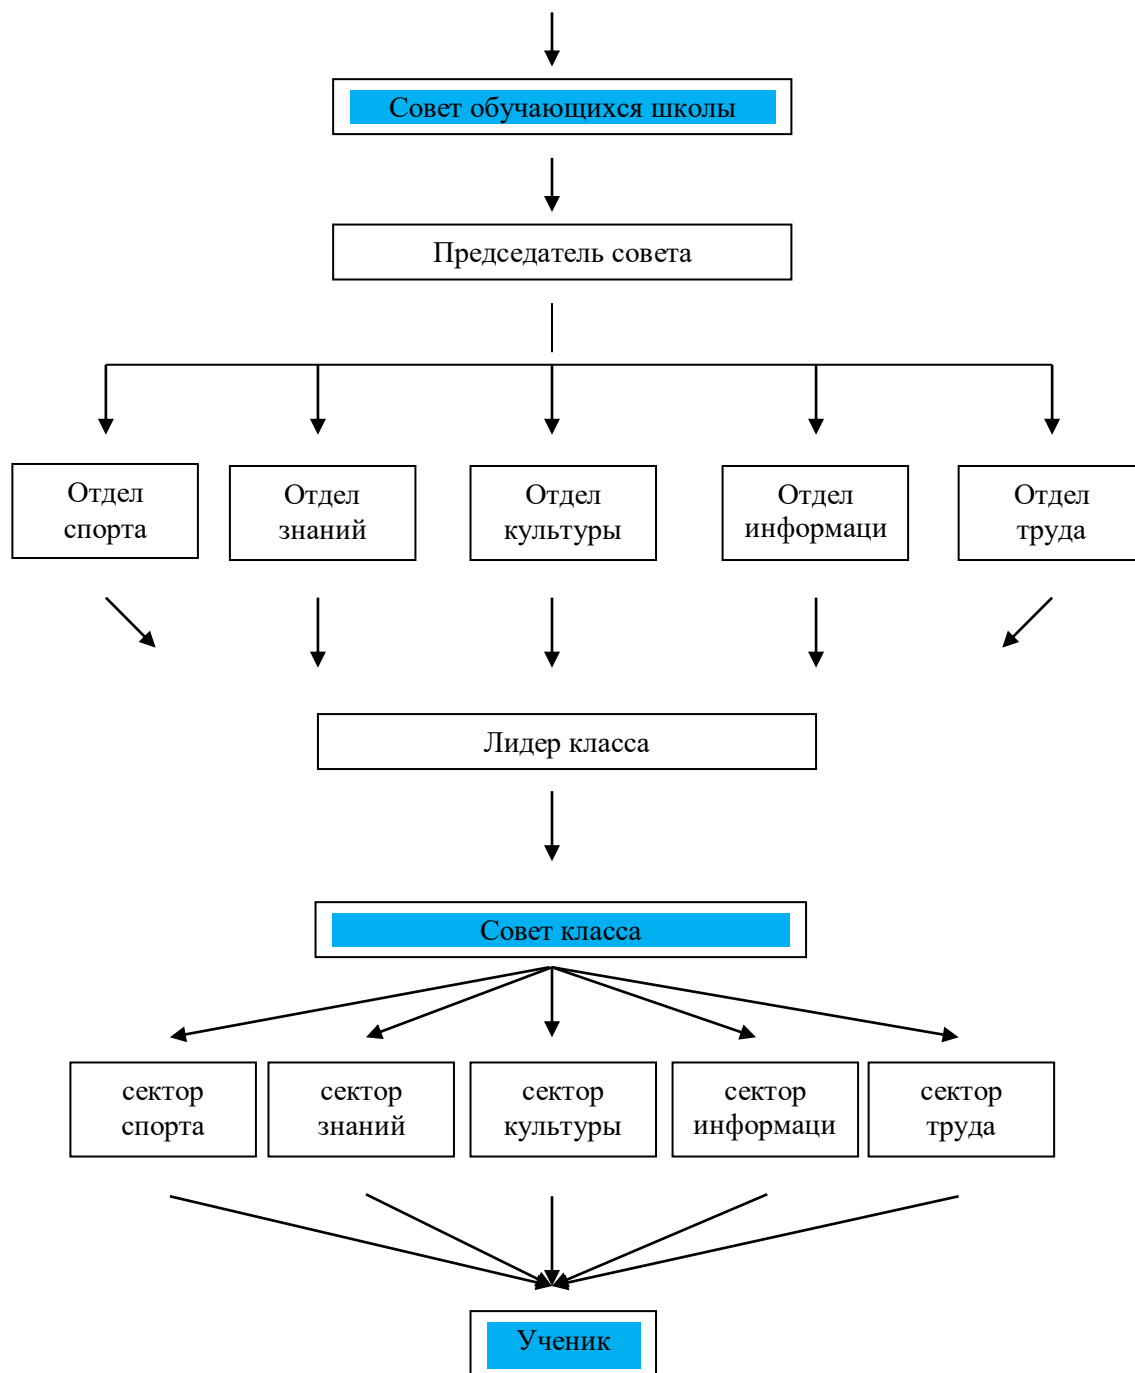 Совет обучающихся школы
Председатель совета
Отдел
спорта
Отдел
знаний
Отдел
культуры
Отдел
информаци
Отдел
труда
Лидер класса
Совет класса
сектор
спорта
сектор
знаний
сектор
культуры
сектор
информаци
сектор
труда
Ученик